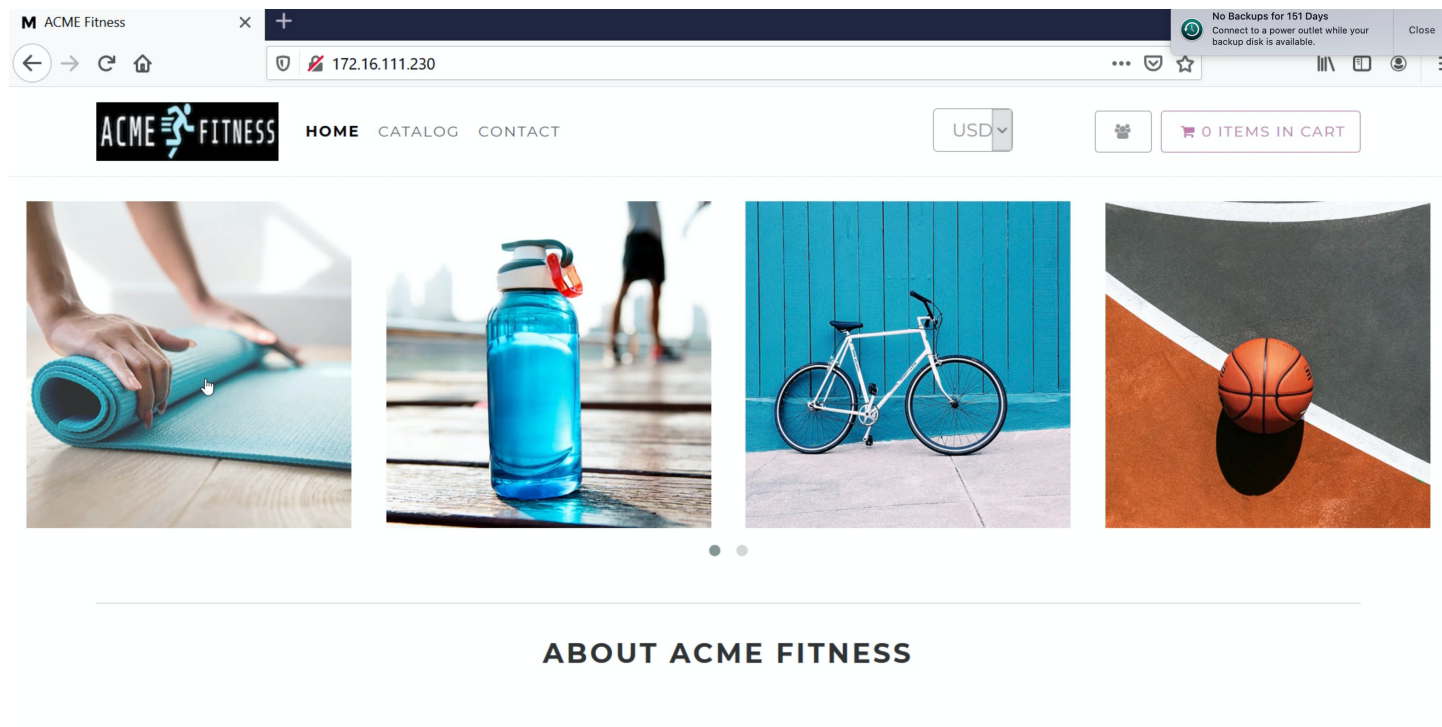 M ACME Fitness
No Backups for 151 Days
Connect to a power outlet while your
backup disk is available.
Close
172.16.111.230
ACME FITNESS
HOME CATALOG CONTACT
USD
0 ITEMS IN CART
ABOUT ACME FITNESS